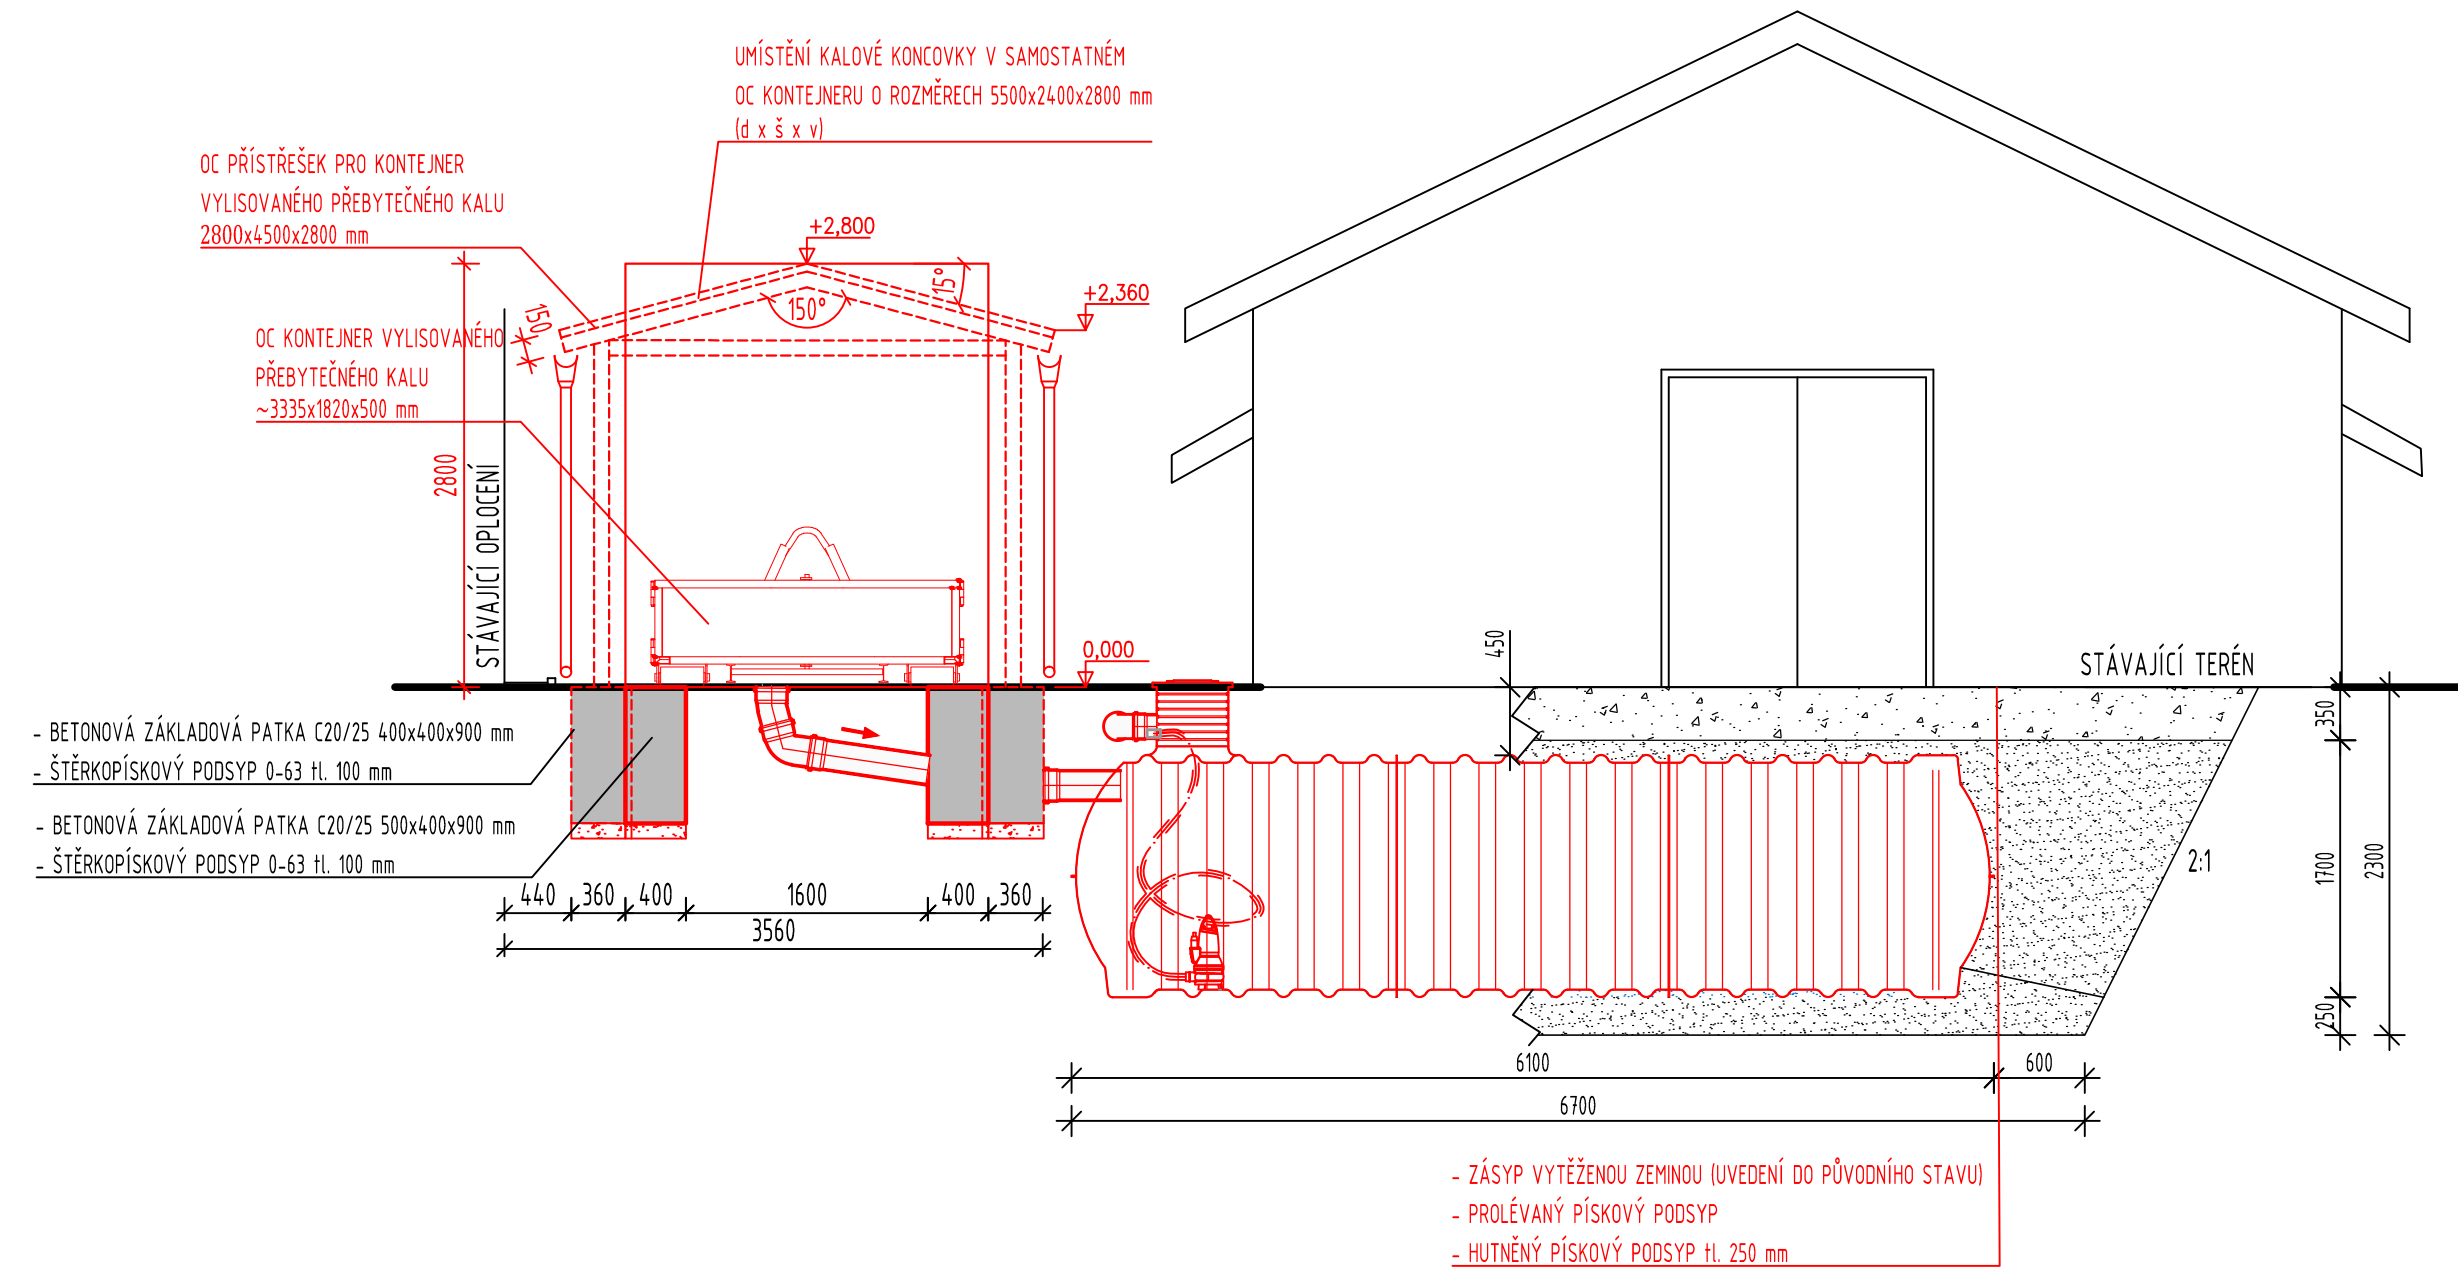 UMÍSTĚNÍ KALOVÉ KONCOVKY V SAMOSTATNÉM
OC KONTEJNERU O ROZMĚRECH 5500x2400x2800 mm
(d x š x v)
OC PŘÍSTŘEŠEK PRO KONTEJNER
VYLISOVANÉHO PŘEBYTEČNÉHO KALU
2800x4500x2800 mm
+2,800
15°
+2,360
150°
150
OC KONTEJNER VYLISOVANÉHO
PŘEBYTEČNÉHO KALU
~3335x1820x500 mm
2800
STÁVAJÍCÍ OPLOCENÍ
0,000
450
STÁVAJÍCÍ TERÉN
- BETONOVÁ ZÁKLADOVÁ PATKA C20/25 400x400x900 mm
- ŠTĚRKOPÍSKOVÝ PODSYP 0-63 tl. 100 mm
- BETONOVÁ ZÁKLADOVÁ PATKA C20/25 500x400x900 mm
- ŠTĚRKOPÍSKOVÝ PODSYP 0-63 tl. 100 mm
350
1700
2300
250
2:1
440 360 400 1600 400 360
3560
6100 600
6700
- ZÁSYP VYTĚŽENOU ZEMINOU (UVEDENÍ DO PŮVODNÍHO STAVU)
- PROLÉVANÝ PÍSKOVÝ PODSYP
- HUTNĚNÝ PÍSKOVÝ PODSYP tl. 250 mm